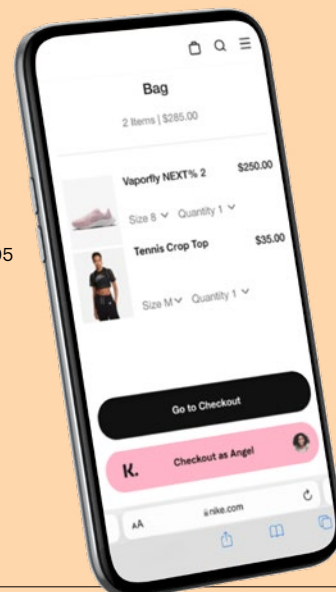 Bag
2 Items | $285.00
Vaporfly NEXT% 2 $250.00
Size 8 Quantity 1
95
Tennis Crop Top $35.00
Size M Quantity 1
Go to Checkout
K. Checkout as Angel
AA nike.com